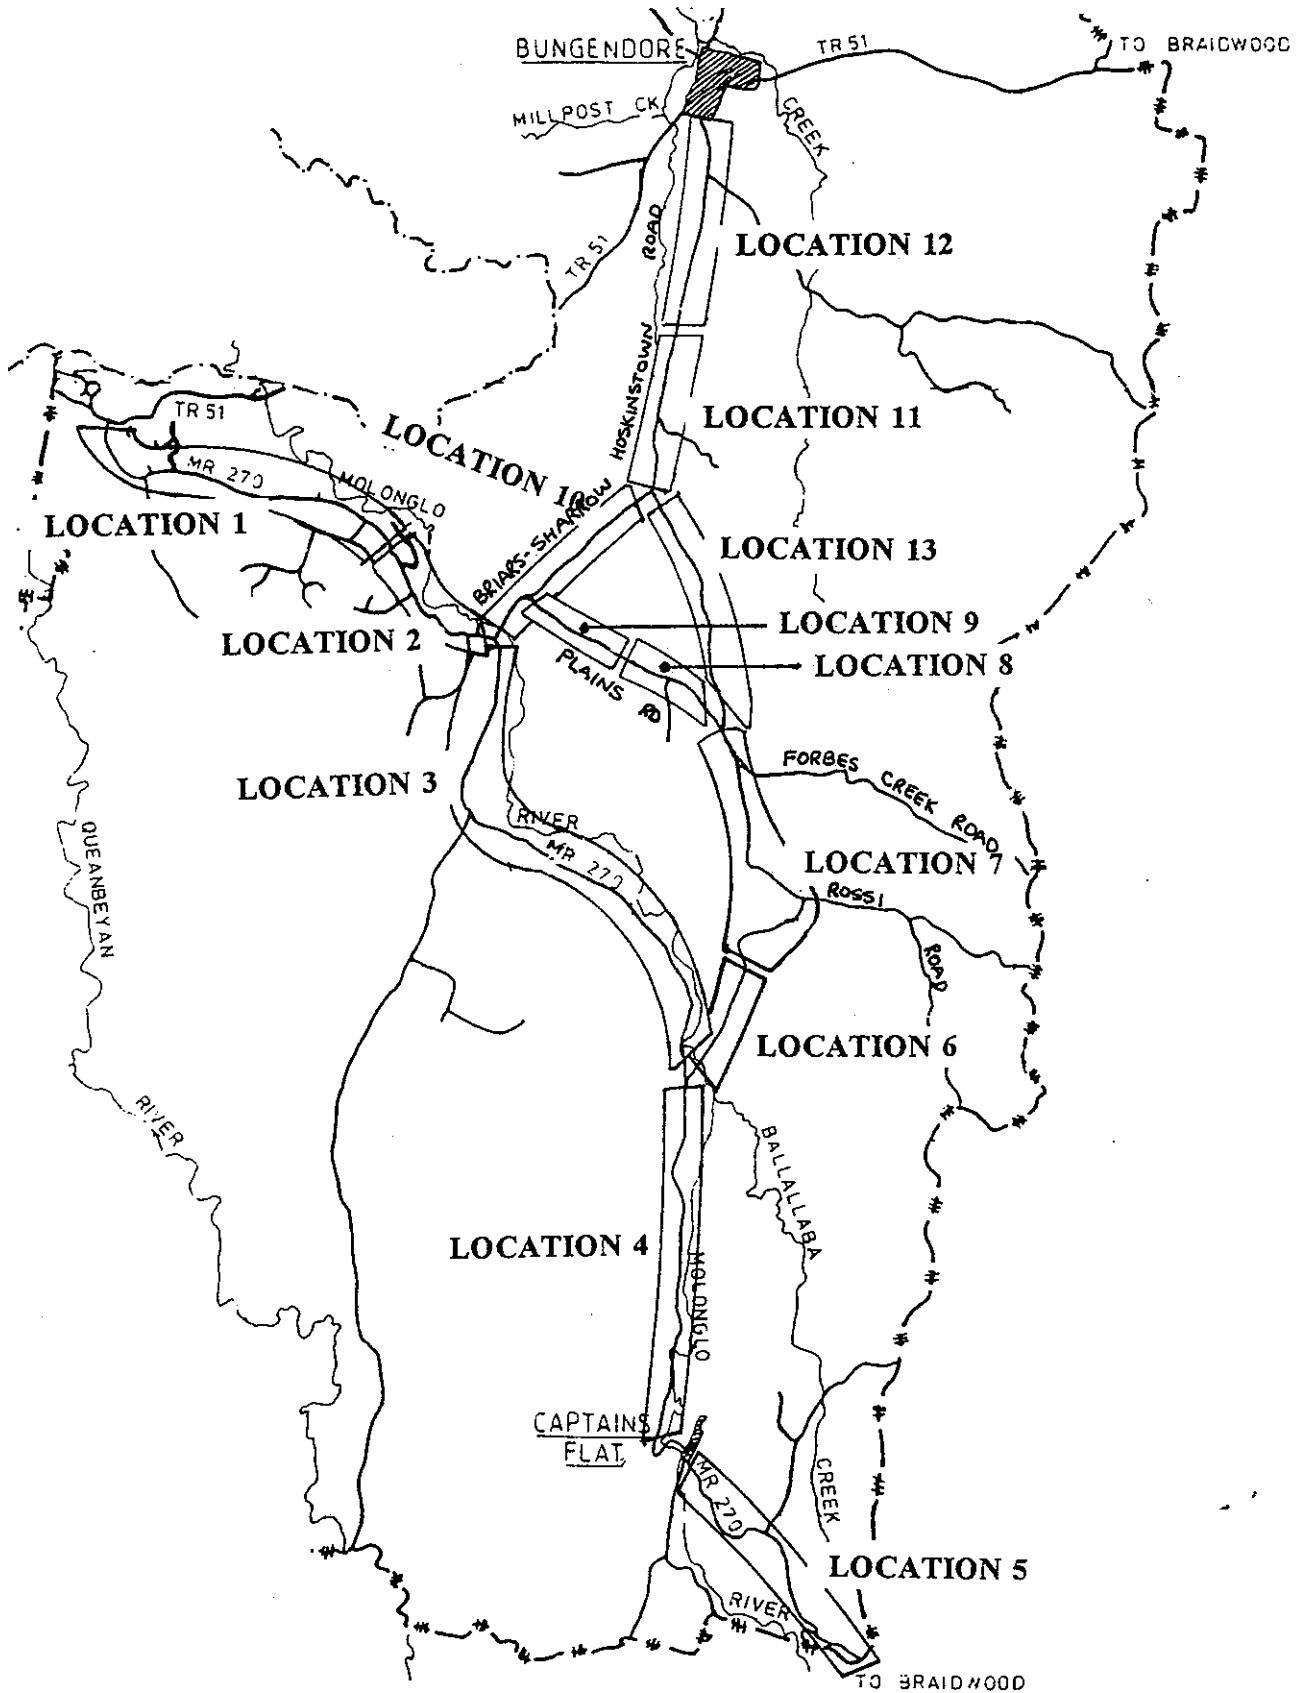 BUNGENDORE
TR 51
TO BRAIDWOOD
MILLPOST CK
CREEK
ROAD
LOCATION 12
TR 51
HOSKINSTOWN
TR 51
LOCATION 11
LOCATION 10
MR 270
MOLONGLO
LOCATION 1
BRIARS-SHARROW
LOCATION 13
LOCATION 2
LOCATION 9
PLAINS RD
LOCATION 8
LOCATION 3
FORBES CREEK ROAD
RIVER
MR 270
QUEANBEYAN
LOCATION 7
ROSSI
ROAD
LOCATION 6
RIVER
BALLALLABA
LOCATION 4
MOLONGLO
CAPTAINS
FLAT
MR 270
CREEK
LOCATION 5
RIVER
TO BRAIDWOOD